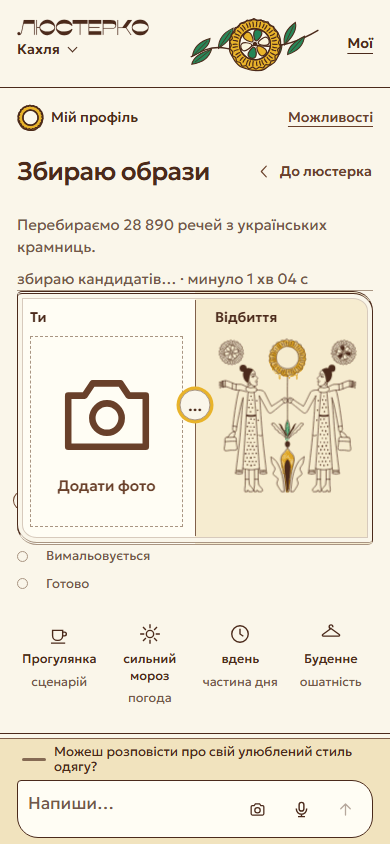 ЛЮСТЕРКО
Кахля
Мої
Мій профіль
Можливості
Збираю образи
До люстерка
Перебираємо 28 890 речей з українських
крамниць.
збираю кандидатів... · минуло 1 хв 04 с
Ти
Відбиття
...
Додати фото
Вимальовується
Готово
Прогулянка
сценарій
сильний
мороз
погода
вдень
частина дня
Буденне
ошатність
Можеш розповісти про свій улюблений стиль
одягу?
Напиши...